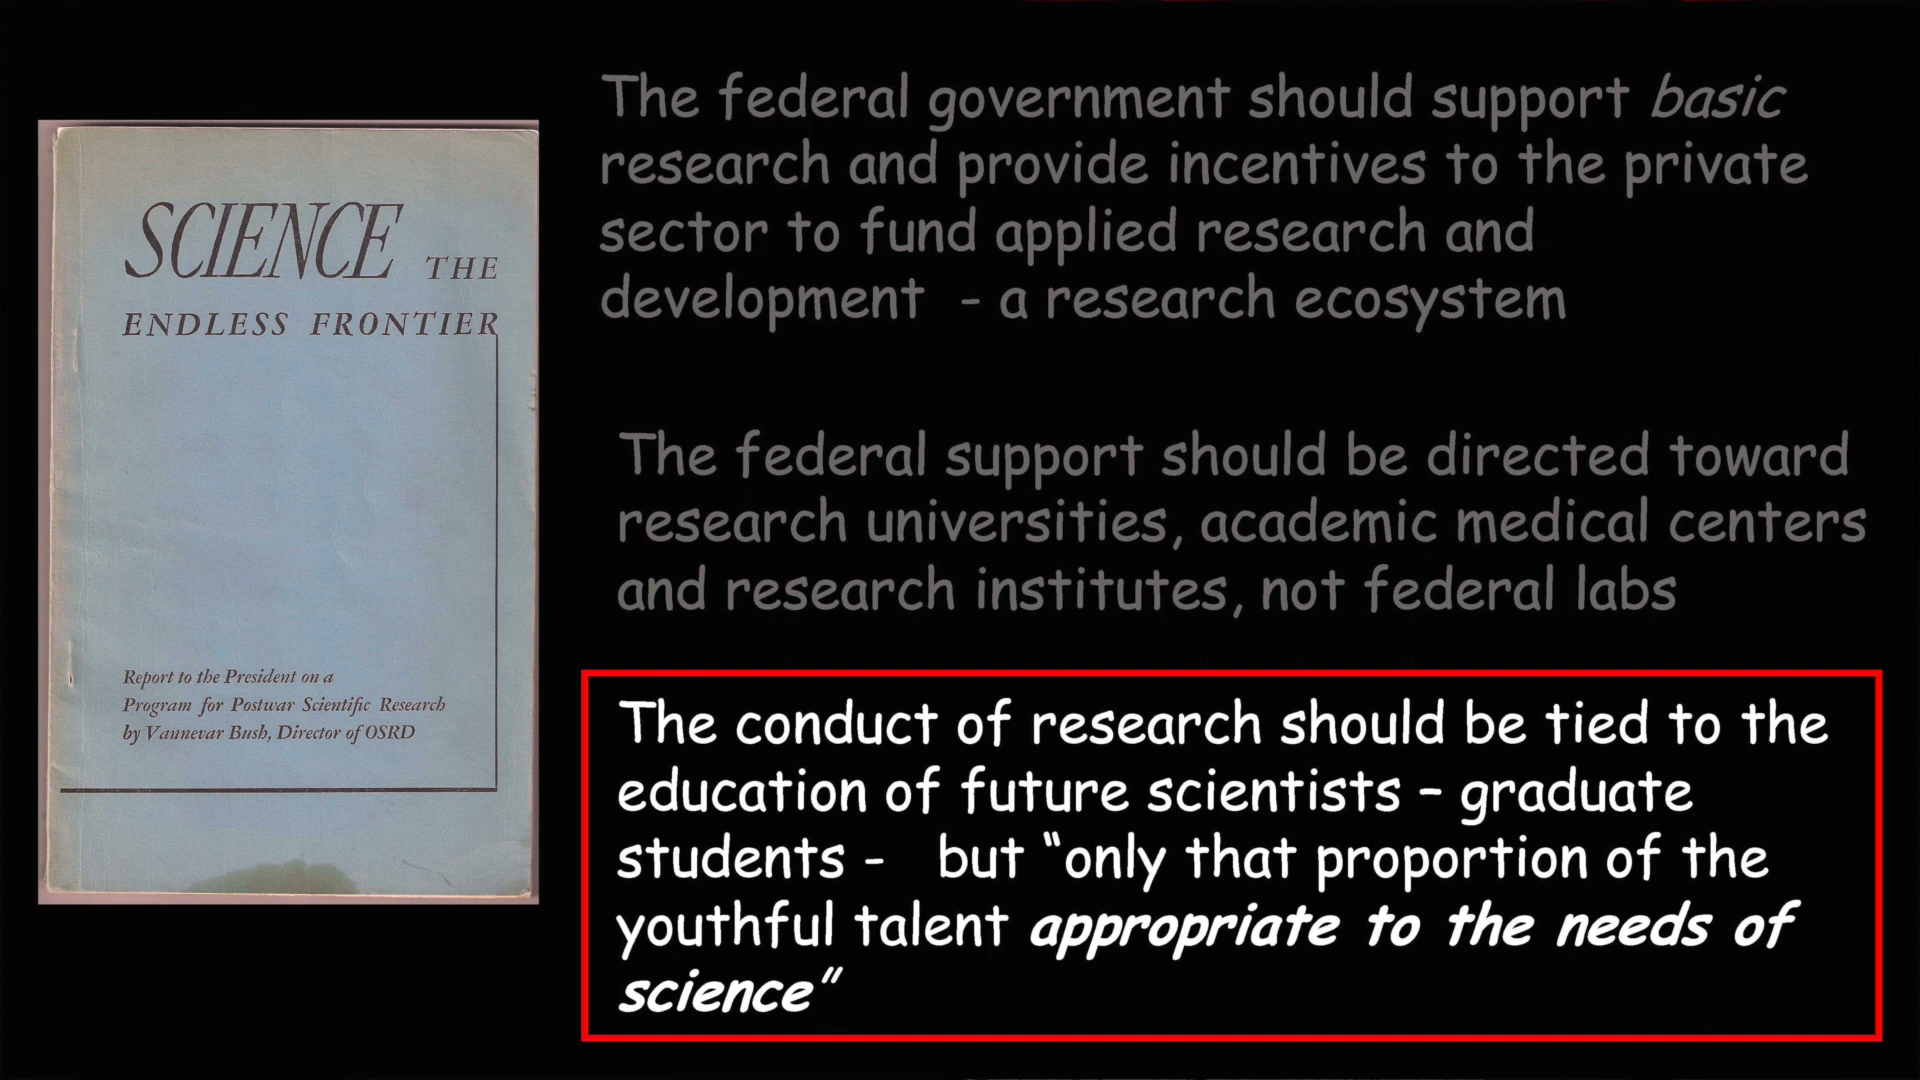 SCIENCE THE
ENDLESS FRONTIER
Report to the President on a
Program for Postwar Scientific Research
by Vannevar Bush, Director of OSRD
The federal government should support basic
research and provide incentives to the private
sector to fund applied research and
development - a research ecosystem
The federal support should be directed toward
research universities, academic medical centers
and research institutes, not federal labs
The conduct of research should be tied to the
education of future scientists – graduate
students - but “only that proportion of the
youthful talent appropriate to the needs of
science”